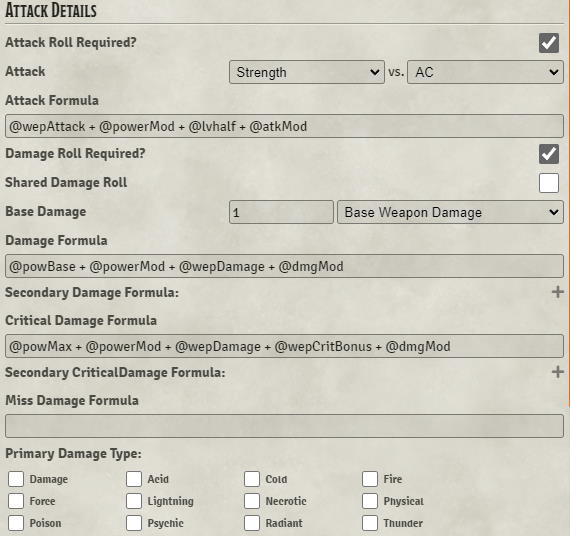 Attack Details
Attack Roll Required?
Attack Strength vs. AC
Attack Formula
@wepAttack + @powerMod + @lvhalf + @atkMod
Damage Roll Required?
Shared Damage Roll
Base Damage 1 Base Weapon Damage
Damage Formula
@powBase + @powerMod + @wepDamage + @dmgMod
Secondary Damage Formula: +
Critical Damage Formula
@powMax + @powerMod + @wepDamage + @wepCritBonus + @dmgMod
Secondary CriticalDamage Formula: +
Miss Damage Formula
Primary Damage Type:
Damage Acid Cold Fire
Force Lightning Necrotic Physical
Poison Psychic Radiant Thunder